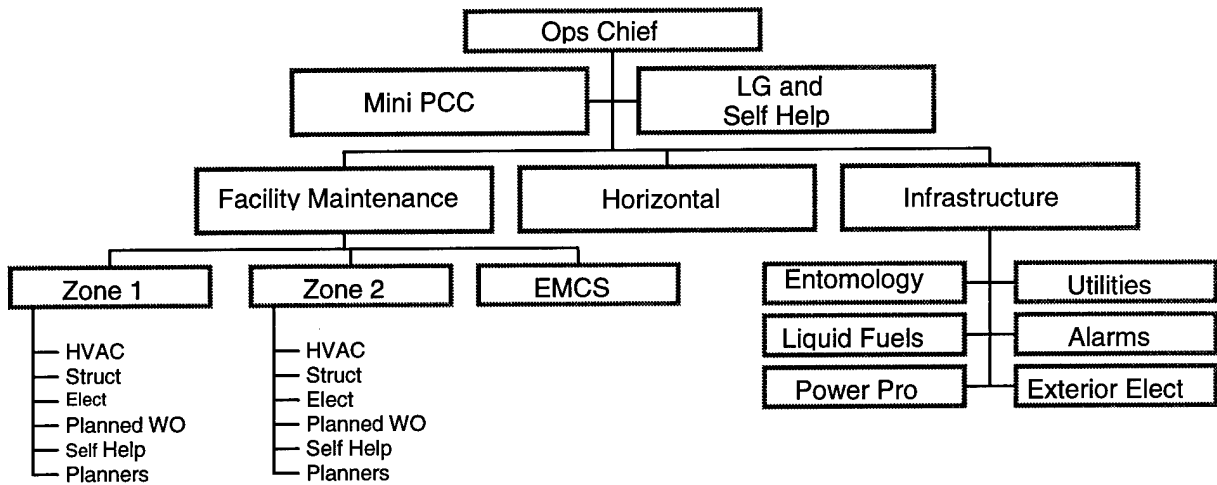 Ops Chief
Mini PCC
LG and
Self Help
Facility Maintenance
Horizontal
Infrastructure
Zone 1
Zone 2
EMCS
Entomology
Utilities
Liquid Fuels
Alarms
Power Pro
Exterior Elect
HVAC
Struct
Elect
Planned WO
Self Help
Planners
HVAC
Struct
Elect
Planned WO
Self Help
Planners